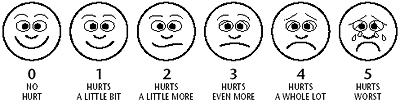 0 1 2 3 4 5
NO HURTS HURTS HURTS HURTS HURTS
HURT A LITTLE BIT A LITTLE MORE EVEN MORE A WHOLE LOT WORST